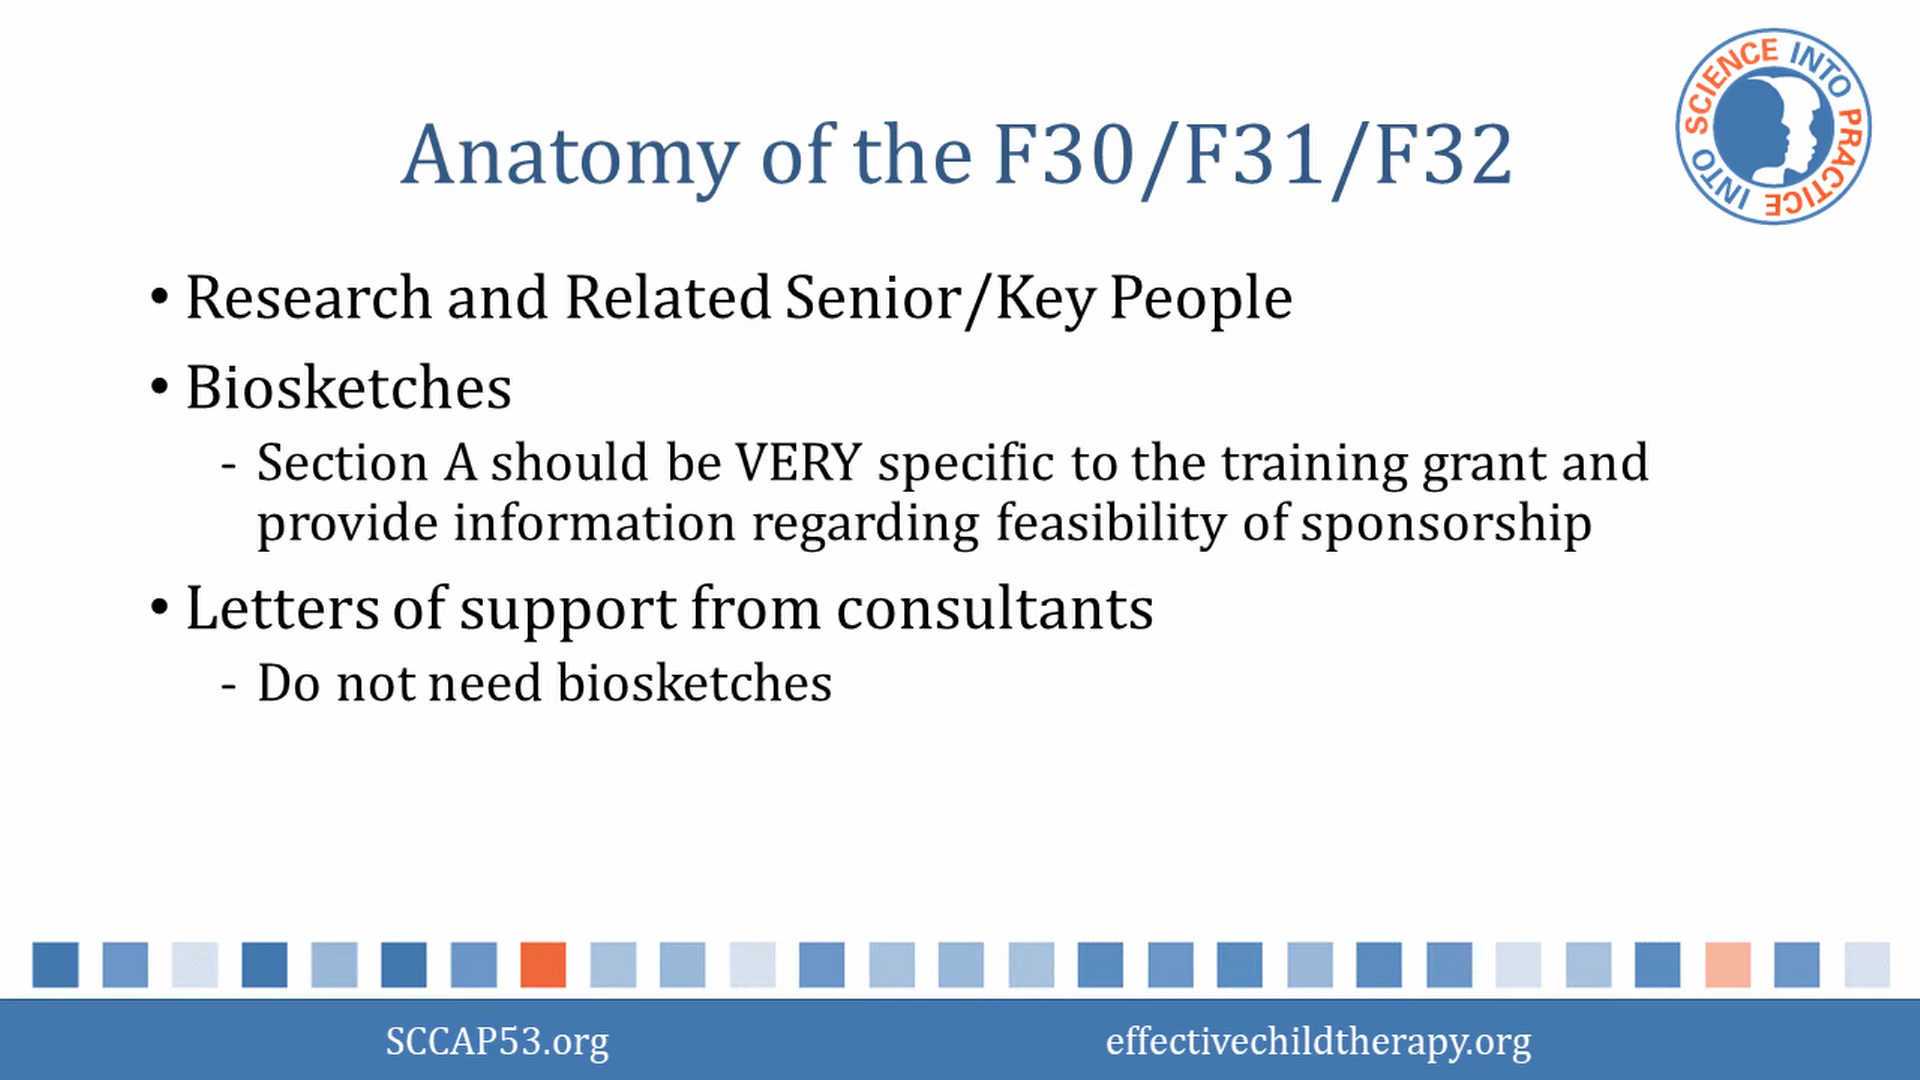 SCIENCE INTO PRACTICE INTO
Anatomy of the F30/F31/F32
• Research and Related Senior/Key People
• Biosketches
- Section A should be VERY specific to the training grant and
provide information regarding feasibility of sponsorship
• Letters of support from consultants
- Do not need biosketches
SCCAP53.org
effectivechildtherapy.org